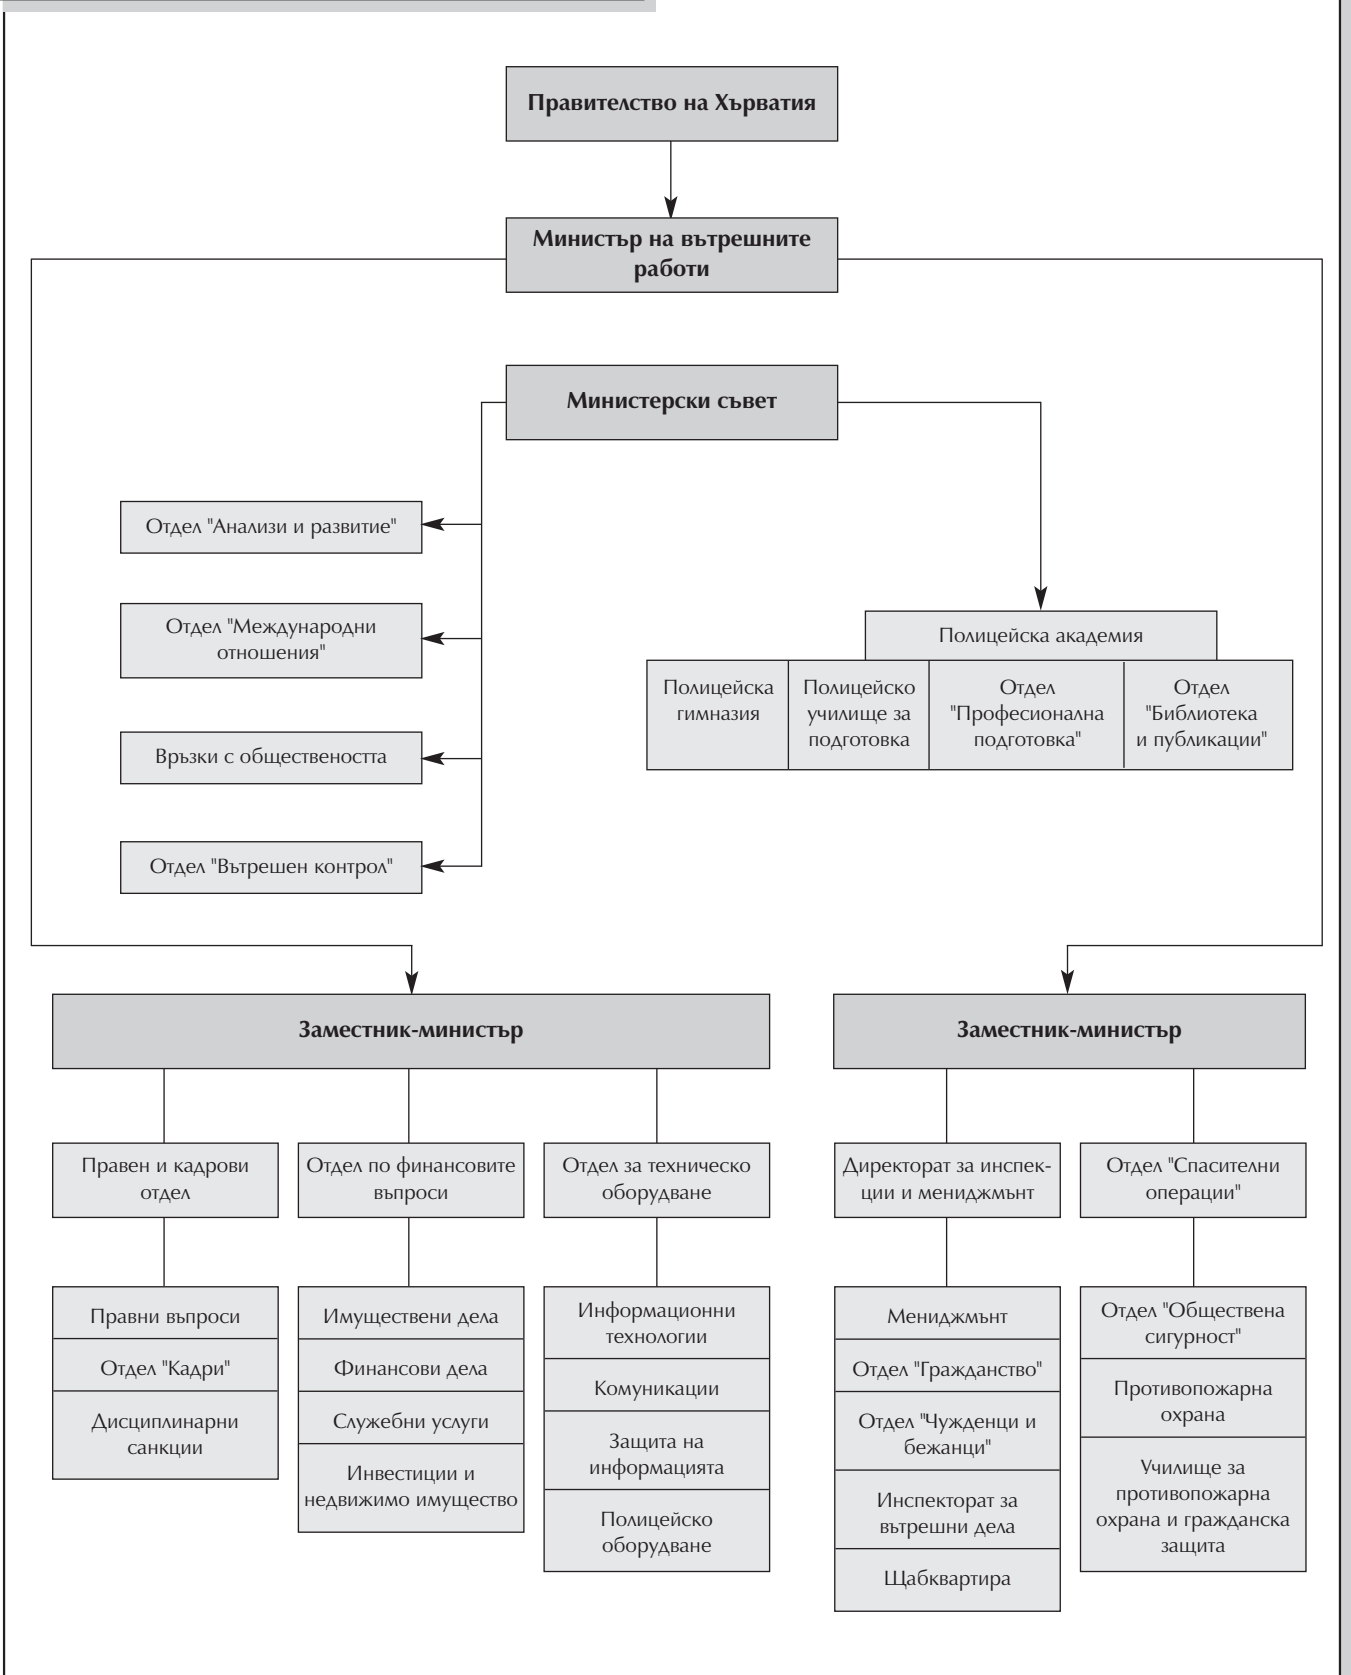 Правителство на Хърватия
Министър на вътрешните
работи
Министерски съвет
Отдел "Анализи и развитие"
Отдел "Международни
отношения"
Връзки с обществеността
Отдел "Вътрешен контрол"
Полицейска академия
Полицейска
гимназия
Полицейско
училище за
подготовка
Отдел
"Професионална
подготовка"
Отдел
"Библиотека
и публикации"
Заместник-министър
Правен и кадрови
отдел
Отдел по финансовите
въпроси
Отдел за техническо
оборудване
Правни въпроси
Отдел "Кадри"
Дисциплинарни
санкции
Имуществени дела
Финансови дела
Служебни услуги
Инвестиции и
недвижимо имущество
Информационни
технологии
Комуникации
Защита на
информацията
Полицейско
оборудване
Заместник-министър
Директорат за инспек-
ции и мениджмънт
Отдел "Спасителни
операции"
Мениджмънт
Отдел "Гражданство"
Отдел "Чужденци и
бежанци"
Инспекторат за
вътрешни дела
Щабквартира
Отдел "Обществена
сигурност"
Противопожарна
охрана
Училище за
противопожарна
охрана и гражданска
защита